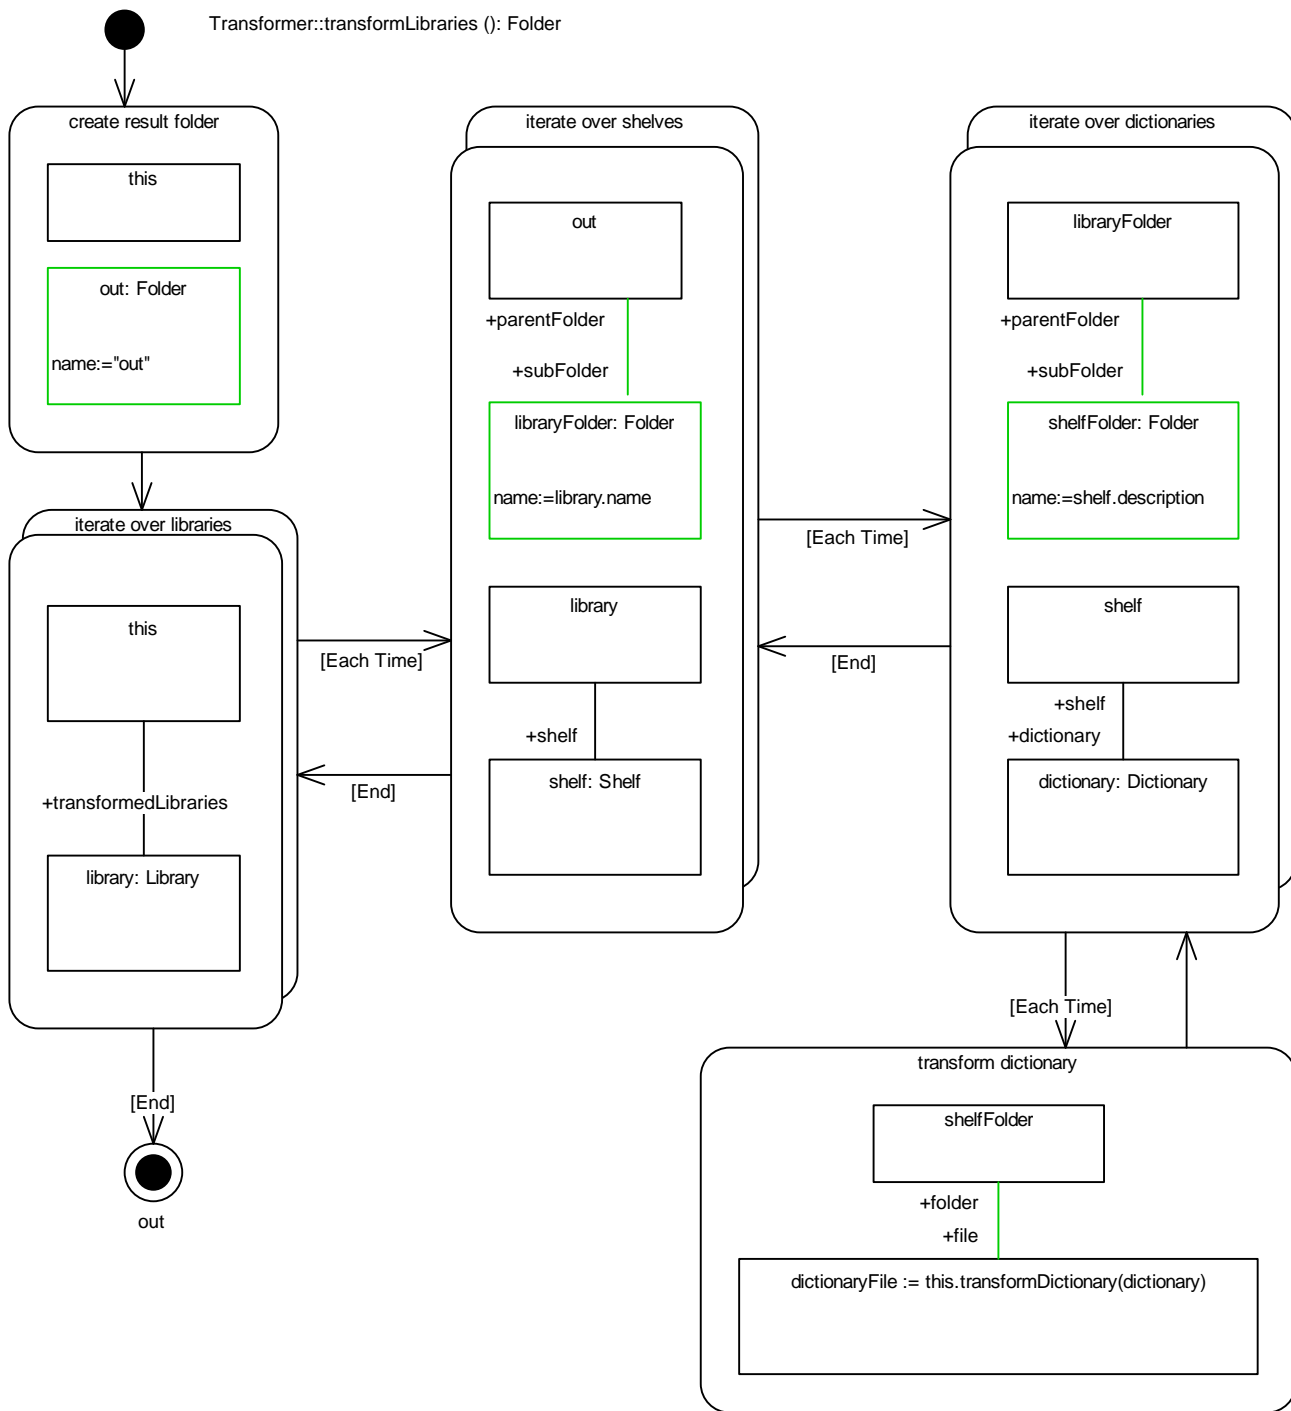 Transformer::transformLibraries (): Folder
create result folder
this
out: Folder
name:="out"
iterate over libraries
this
+transformedLibraries
library: Library
[End]
out
[Each Time]
[End]
iterate over shelves
out
+parentFolder
+subFolder
libraryFolder: Folder
name:=library.name
library
+shelf
shelf: Shelf
[Each Time]
[End]
iterate over dictionaries
libraryFolder
+parentFolder
+subFolder
shelfFolder: Folder
name:=shelf.description
shelf
+shelf
+dictionary
dictionary: Dictionary
[Each Time]
transform dictionary
shelfFolder
+folder
+file
dictionaryFile := this.transformDictionary(dictionary)